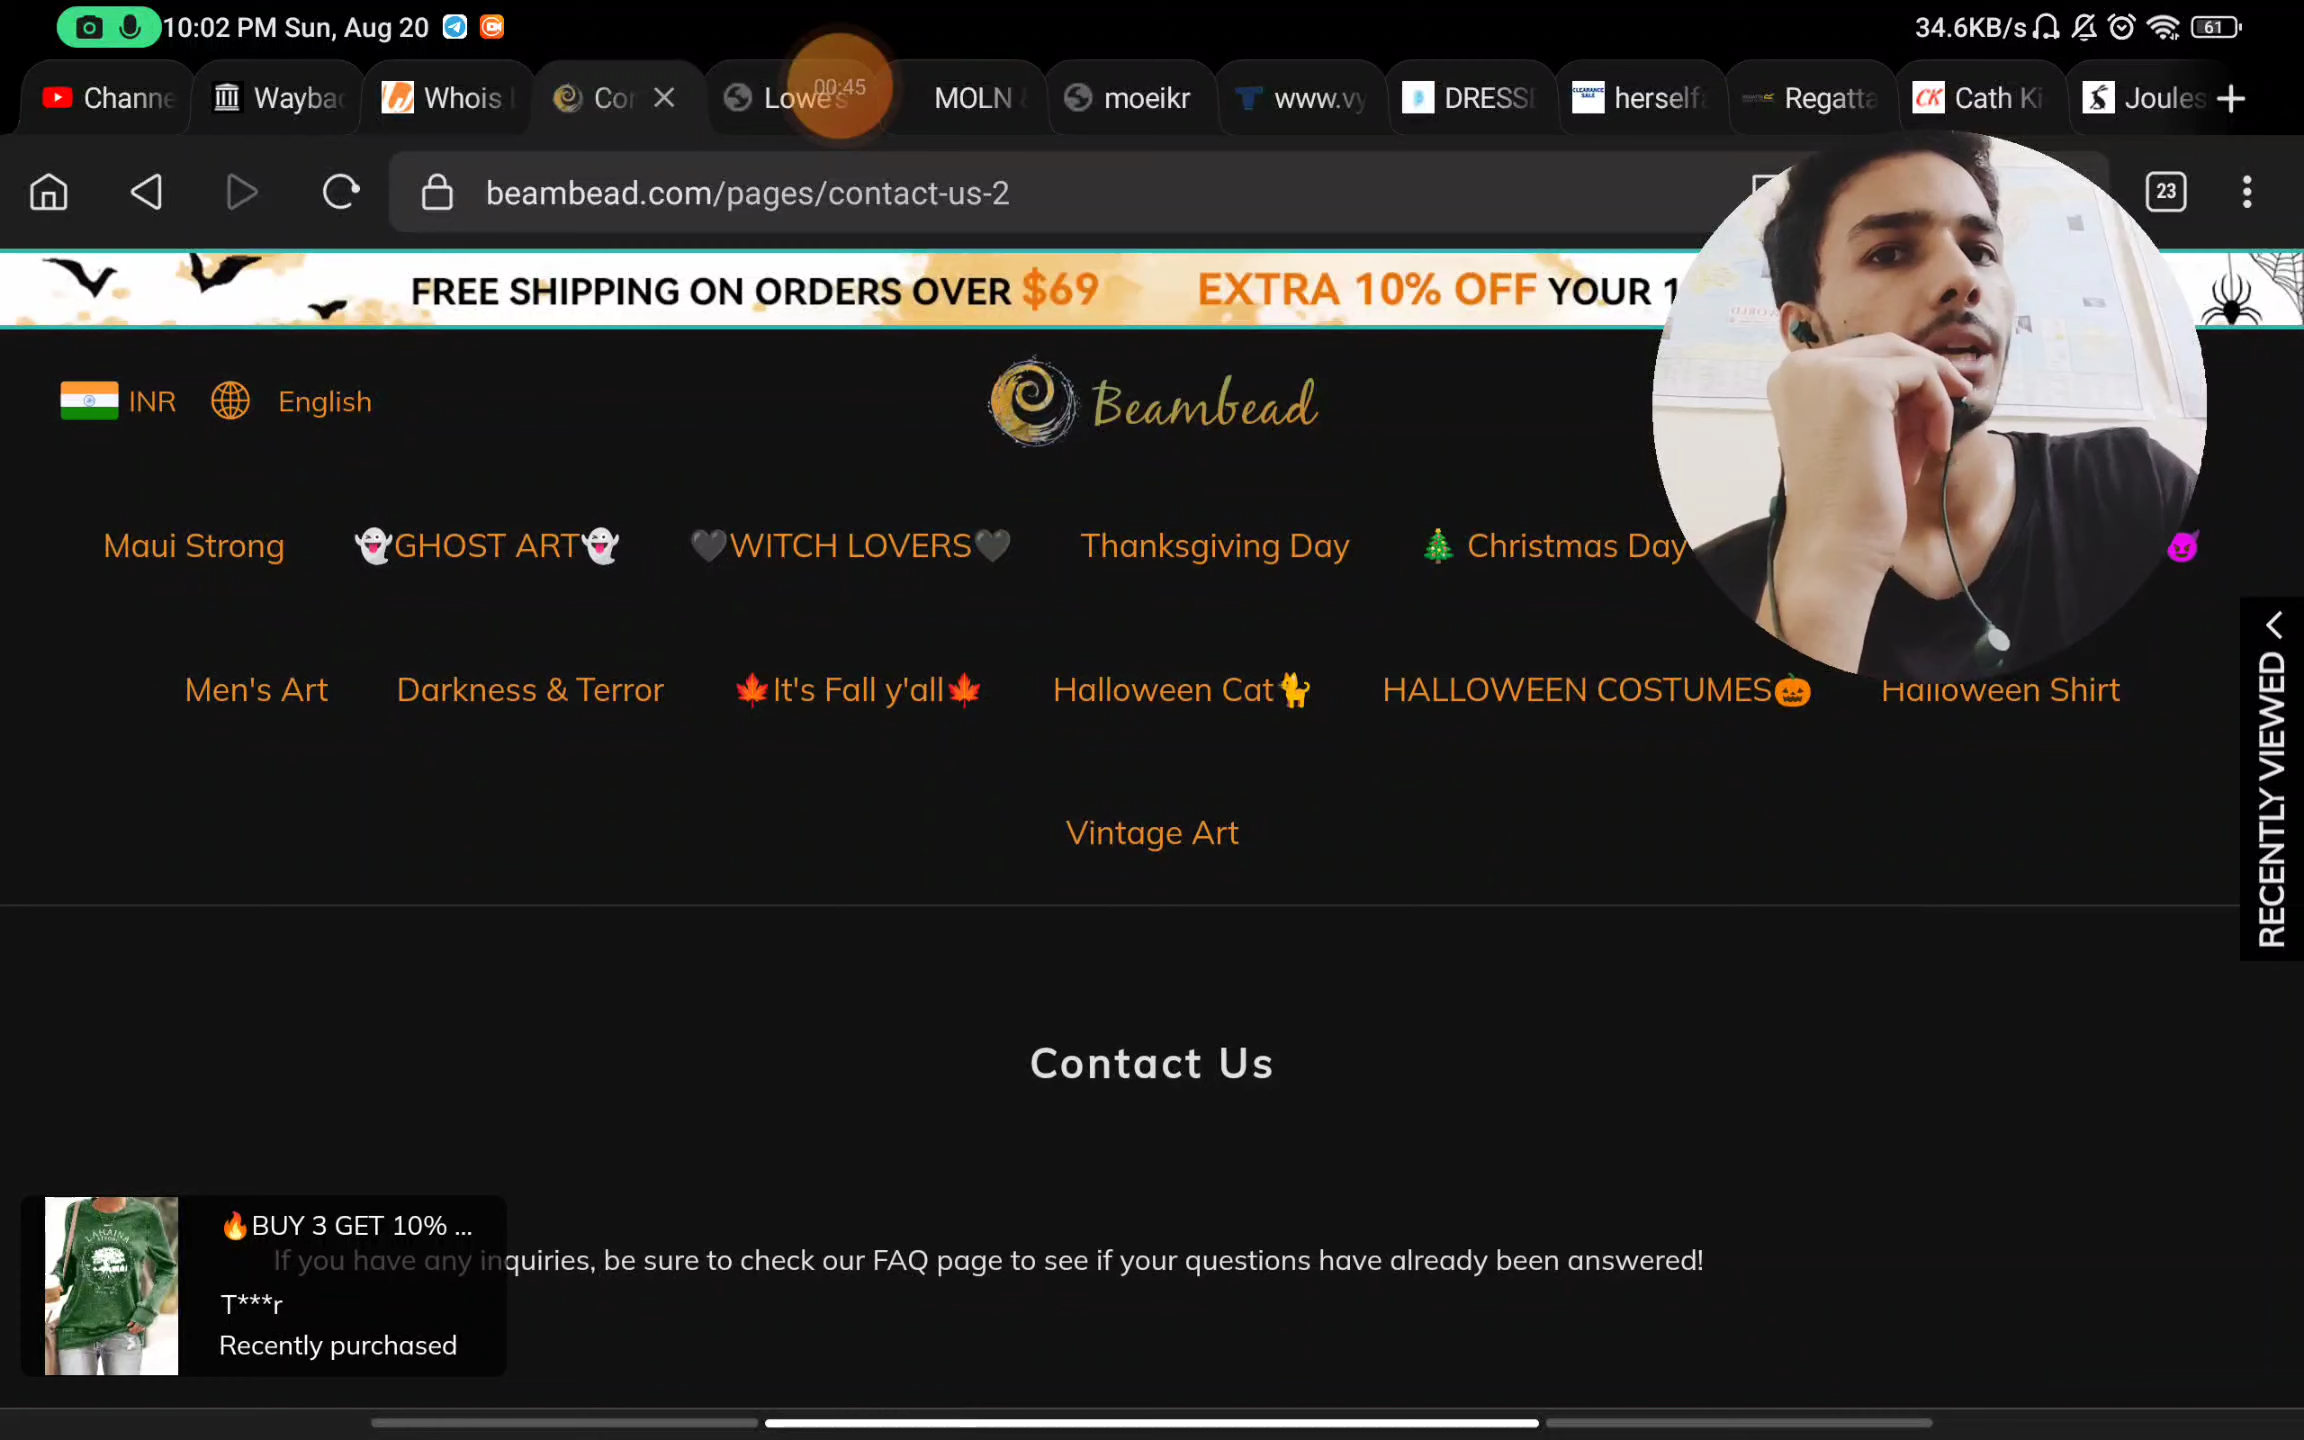 10:02 PM Sun, Aug 20
34.6KB/s
61
Channe
Wayba
Whois
Cor
Lowe's
00:45
MOLN
moeikr
www.vy
DRESS
herself
Regatta
Cath Ki
Joules
beambead.com/pages/contact-us-2
23
FREE SHIPPING ON ORDERS OVER $69
EXTRA 10% OFF YOUR 1
INR
English
Beambead
Maui Strong
👻GHOST ART👻
🖤WITCH LOVERS🖤
Thanksgiving Day
🎄 Christmas Day
😈
Men's Art
Darkness & Terror
🍁It's Fall y'all🍁
Halloween Cat🐈
HALLOWEEN COSTUMES🎃
Halloween Shirt
Vintage Art
RECENTLY VIEWED
Contact Us
🔥BUY 3 GET 10% ...
If you have any inquiries, be sure to check our FAQ page to see if your questions have already been answered!
T***r
Recently purchased
LAHAINA